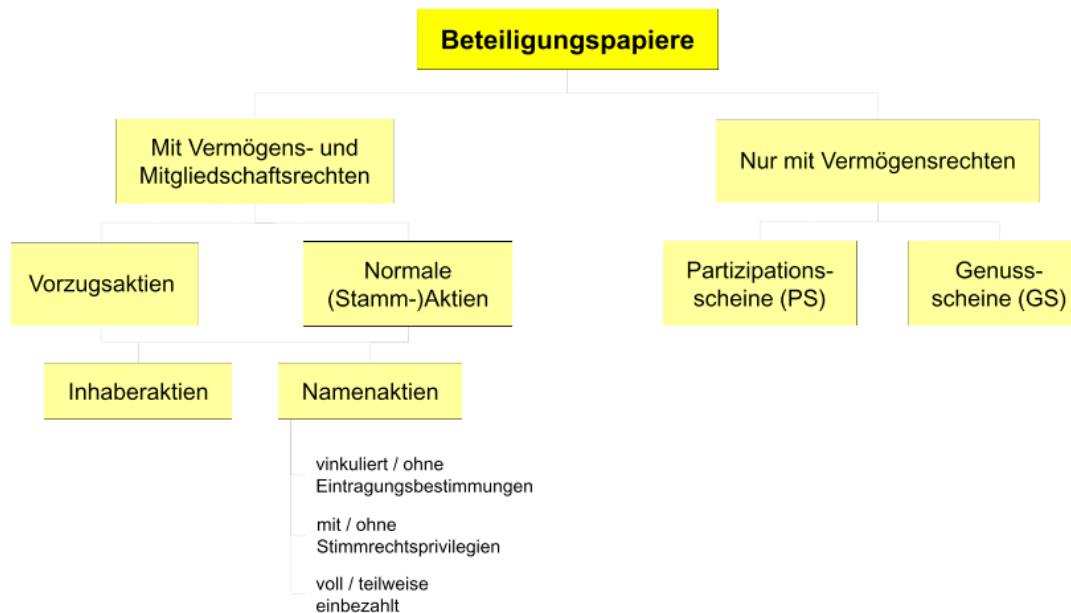 Beteiligungspapiere
Mit Vermögens- und
Mitgliedschaftsrechten
Nur mit Vermögensrechten
Vorzugsaktien
Normale
(Stamm-)Aktien
Partizipations-
scheine (PS)
Genuss-
scheine (GS)
Inhaberaktien
Namenaktien
vinkuliert / ohne
Eintragungsbestimmungen
mit / ohne
Stimmrechtsprivilegien
voll / teilweise
einbezahlt